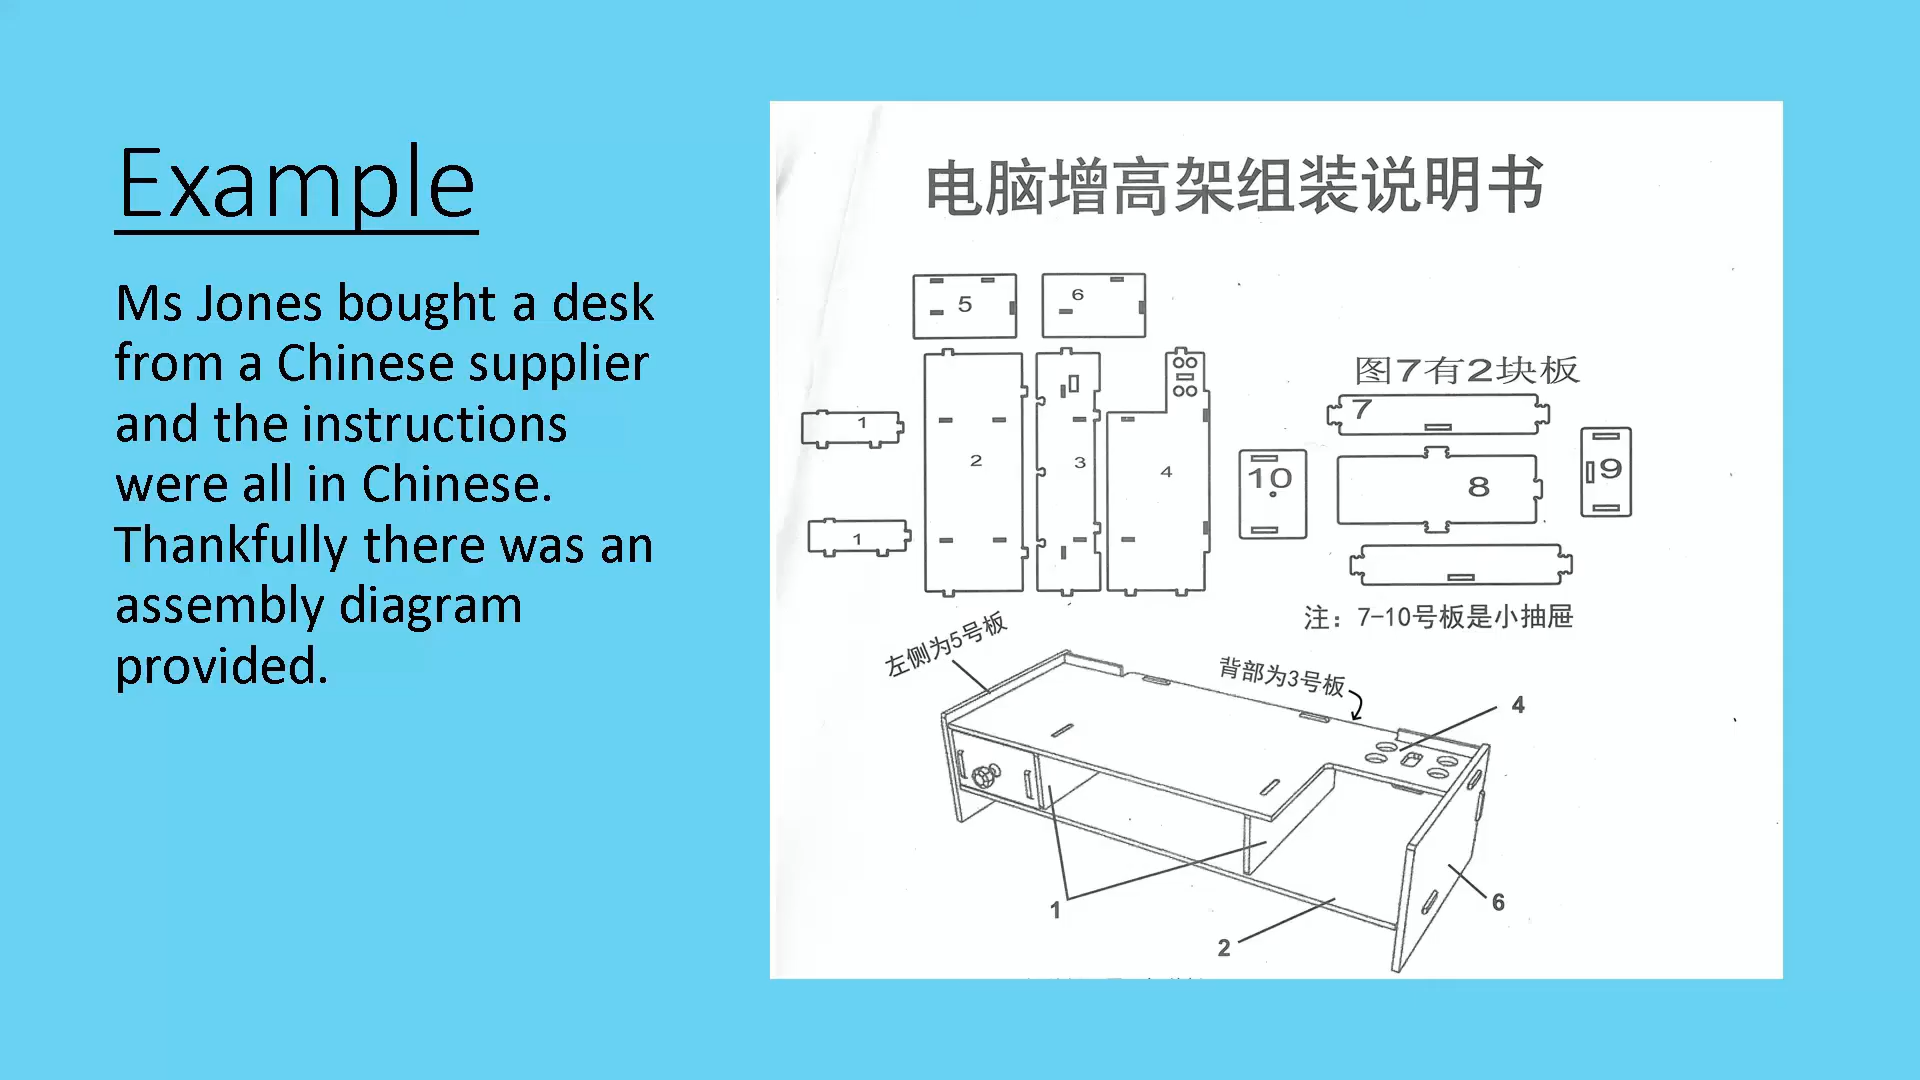 Example
Ms Jones bought a desk
from a Chinese supplier
and the instructions
were all in Chinese.
Thankfully there was an
assembly diagram
provided.
电脑增高架组装说明书
5
6
图7有2块板
1
2
3
4
7
10
8
9
1
注：7-10号板是小抽屉
左侧为5号板
背部为3号板
4
1
2
6